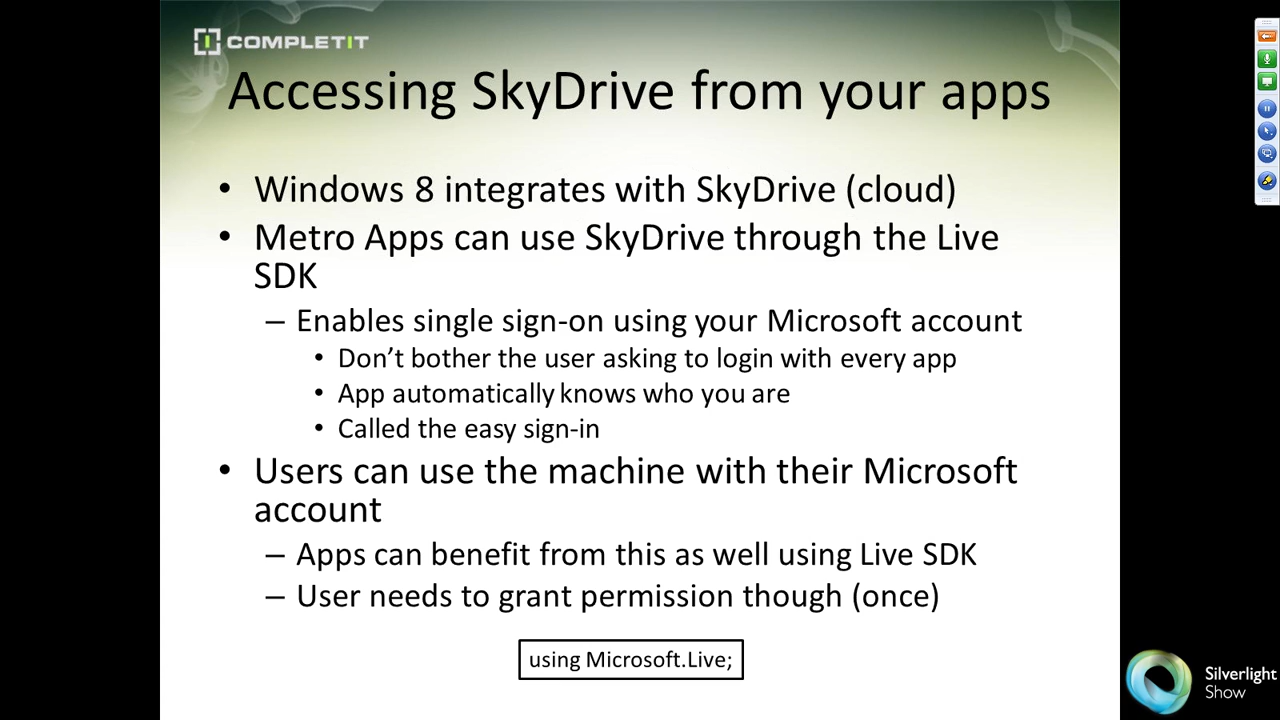 COMPLETIT
Accessing SkyDrive from your apps
• Windows 8 integrates with SkyDrive (cloud)
• Metro Apps can use SkyDrive through the Live
SDK
– Enables single sign-on using your Microsoft account
• Don’t bother the user asking to login with every app
• App automatically knows who you are
• Called the easy sign-in
• Users can use the machine with their Microsoft
account
– Apps can benefit from this as well using Live SDK
– User needs to grant permission though (once)
using Microsoft.Live;
Silverlight
Show